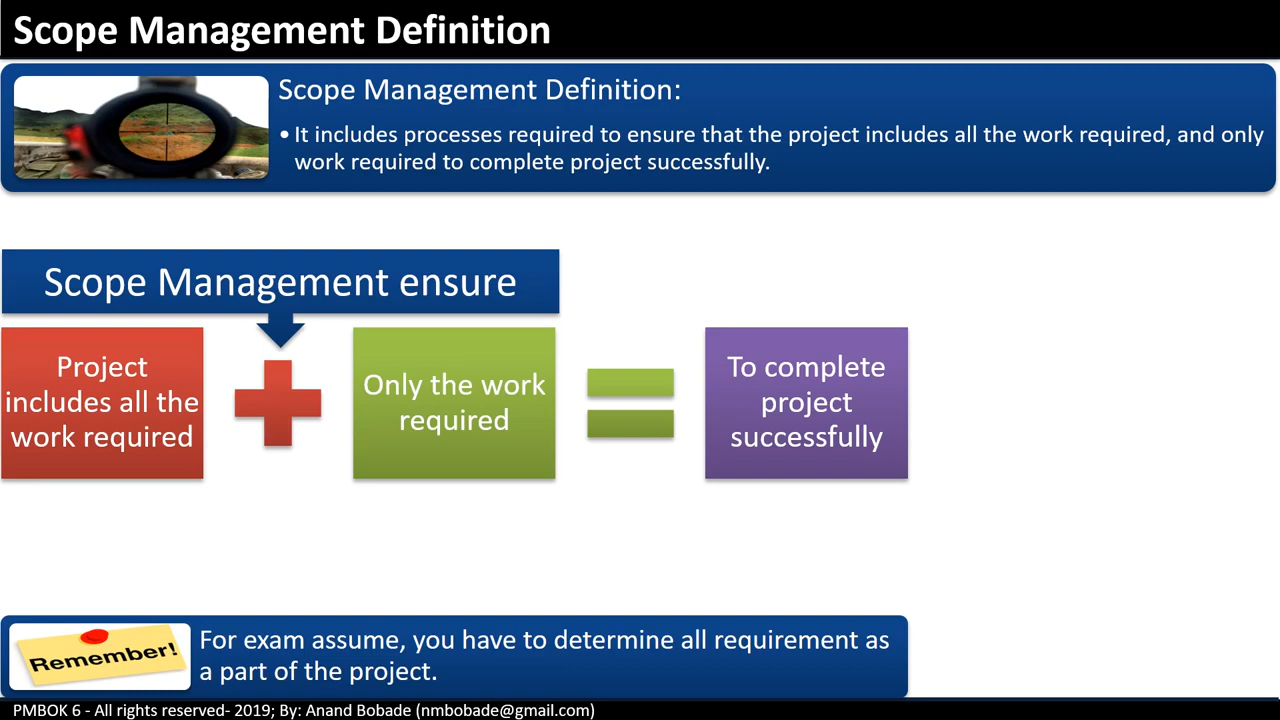 Scope Management Definition
Scope Management Definition:
• It includes processes required to ensure that the project includes all the work required, and only
work required to complete project successfully.
Scope Management ensure
Project
includes all the
work required
Only the work
required
To complete
project
successfully
Remember!
For exam assume, you have to determine all requirement as
a part of the project.
PMBOK 6 - All rights reserved- 2019; By: Anand Bobade (nmbobade@gmail.com)